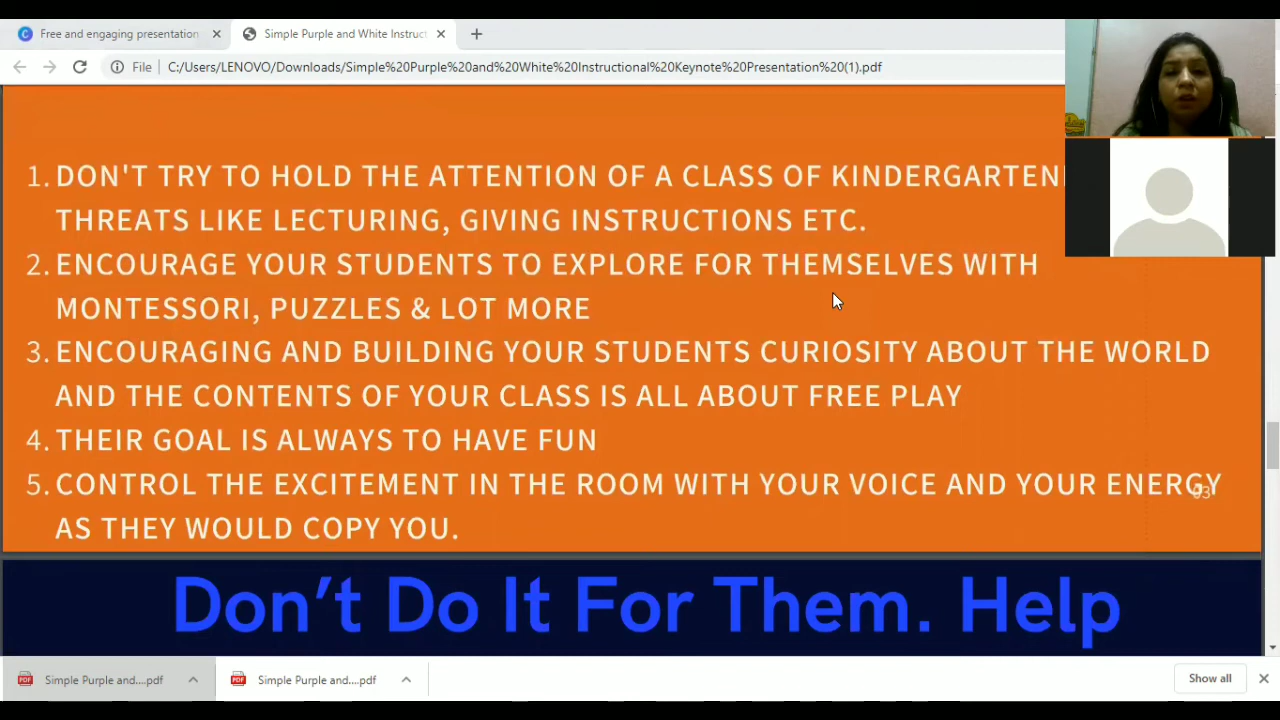 Free and engaging presentation
Simple Purple and White Instruct
File
C:/Users/LENOVO/Downloads/Simple%20Purple%20and%20White%20Instructional%20Keynote%20Presentation%20(1).pdf
1. DON'T TRY TO HOLD THE ATTENTION OF A CLASS OF KINDERGARTEN
THREATS LIKE LECTURING, GIVING INSTRUCTIONS ETC.
2. ENCOURAGE YOUR STUDENTS TO EXPLORE FOR THEMSELVES WITH
MONTESSORI, PUZZLES & LOT MORE
3. ENCOURAGING AND BUILDING YOUR STUDENTS CURIOSITY ABOUT THE WORLD
AND THE CONTENTS OF YOUR CLASS IS ALL ABOUT FREE PLAY
4. THEIR GOAL IS ALWAYS TO HAVE FUN
5. CONTROL THE EXCITEMENT IN THE ROOM WITH YOUR VOICE AND YOUR ENERGY
03
AS THEY WOULD COPY YOU.
Don't Do It For Them. Help
Simple Purple and....pdf
Simple Purple and....pdf
Show all